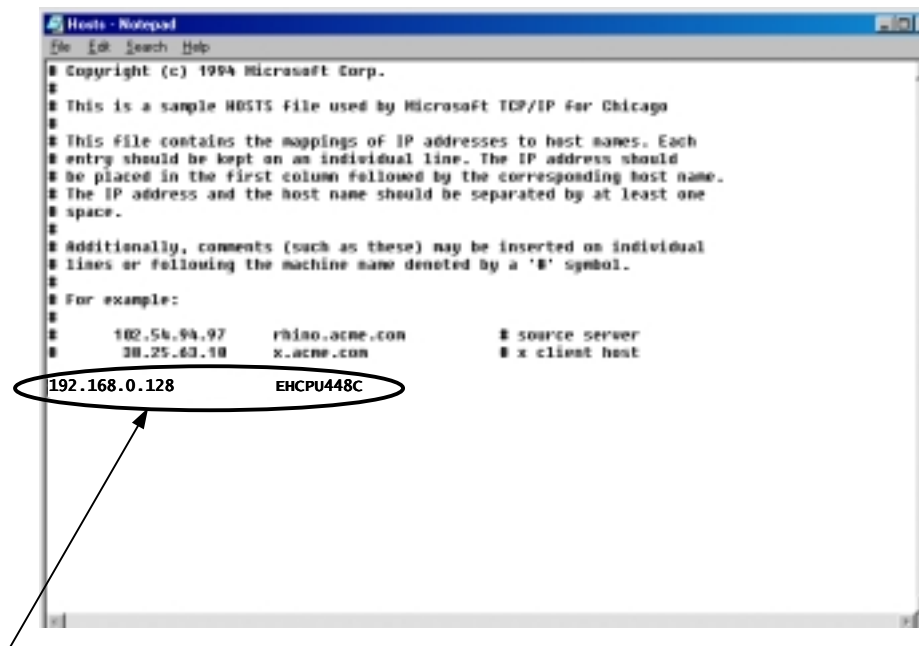 Hosts - Notepad
File Edit Search Help
# Copyright (c) 1994 Microsoft Corp.
#
# This is a sample HOSTS file used by Microsoft TCP/IP for Chicago
#
# This file contains the mappings of IP addresses to host names. Each
# entry should be kept on an individual line. The IP address should
# be placed in the first column followed by the corresponding host name.
# The IP address and the host name should be separated by at least one
# space.
#
# Additionally, comments (such as these) may be inserted on individual
# lines or following the machine name denoted by a '#' symbol.
#
# For example:
#
# 102.54.94.97 rhino.acme.com # source server
# 38.25.63.10 x.acme.com # x client host
192.168.0.128 EHCPU448C